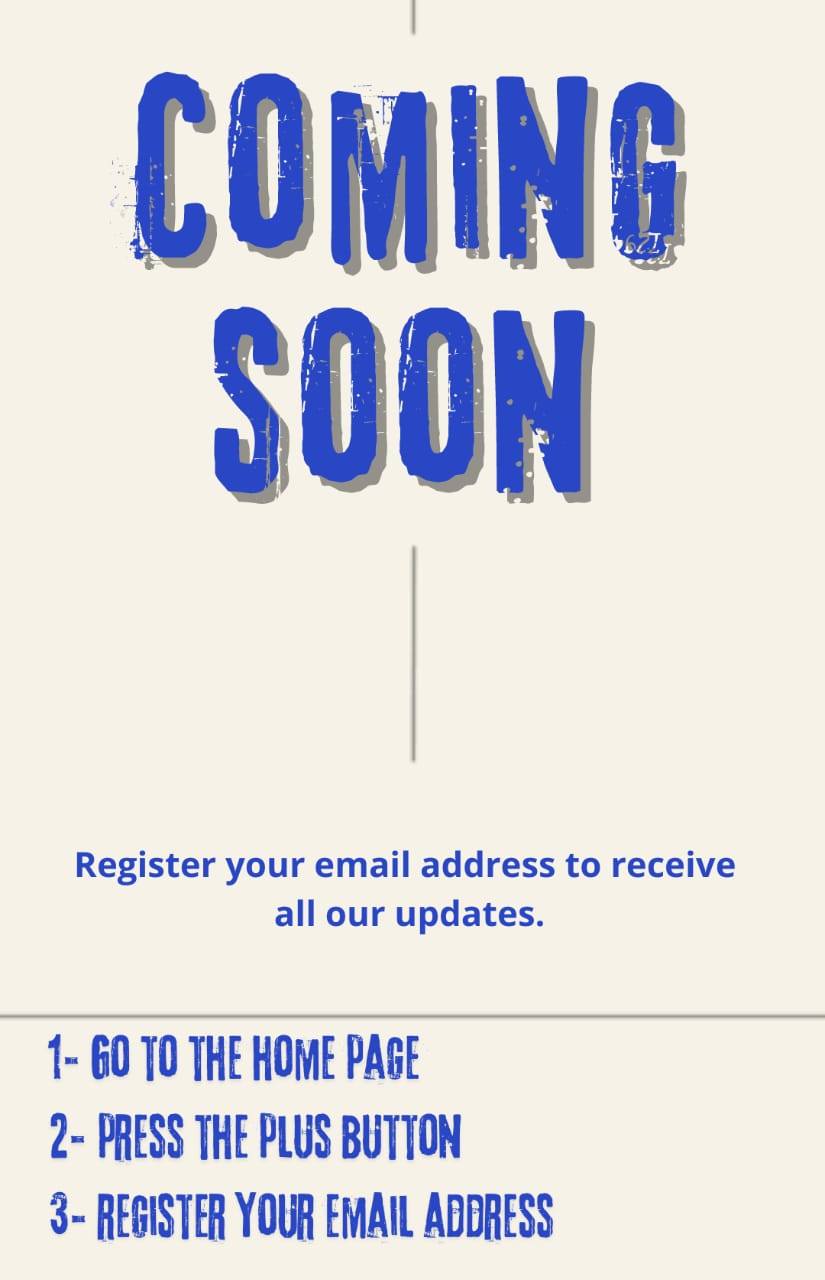 COMING
SOON
Register your email address to receive
all our updates.
1- GO TO THE HOME PAGE
2- PRESS THE PLUS BUTTON
3- REGISTER YOUR EMAIL ADDRESS